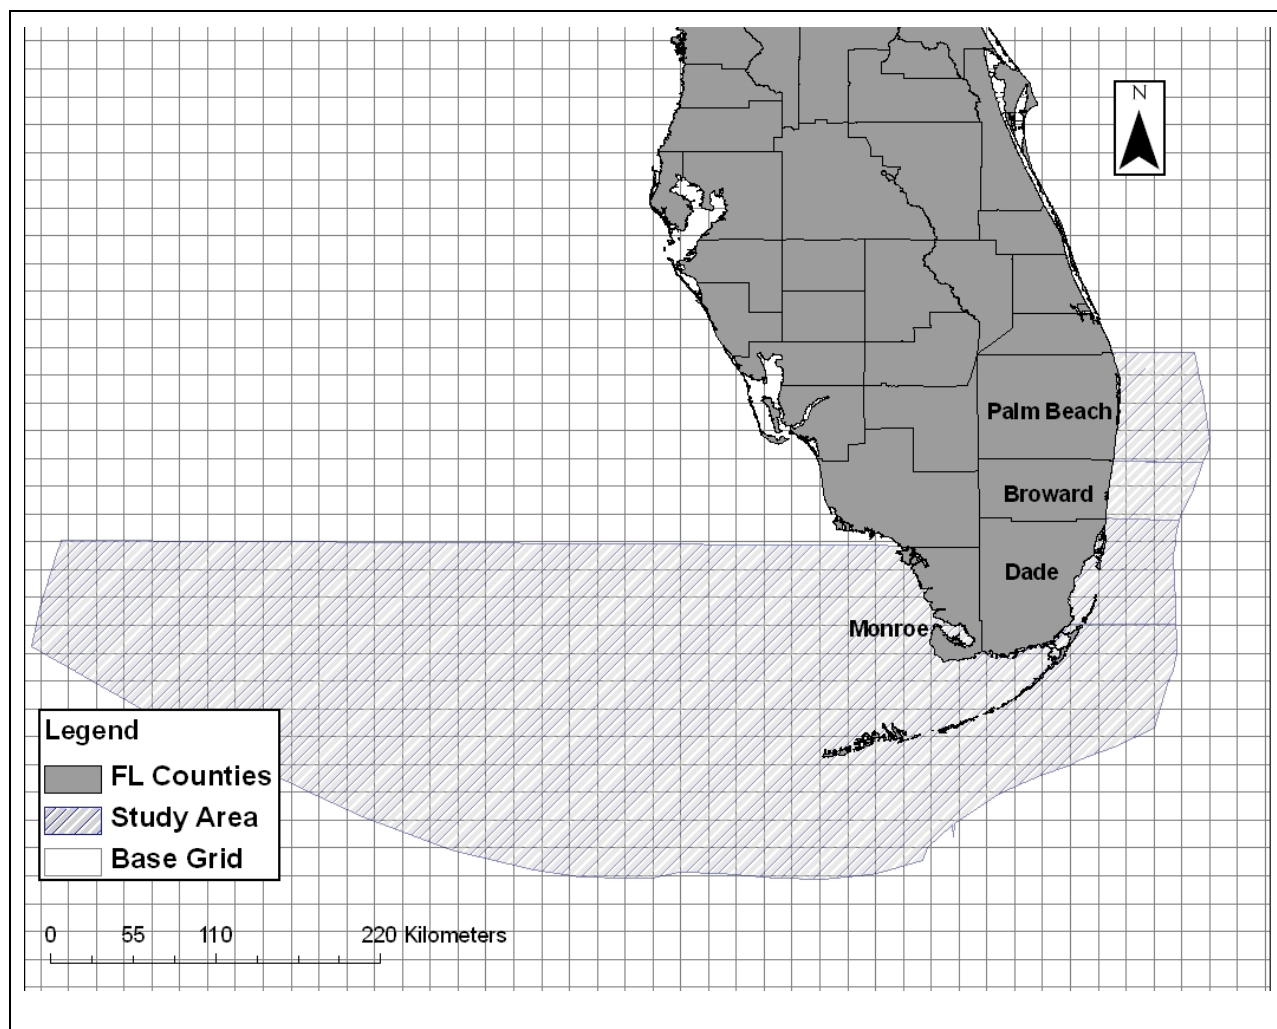 N
Palm Beach
Broward
Dade
Monroe
Legend
FL Counties
Study Area
Base Grid
0 55 110 220 Kilometers